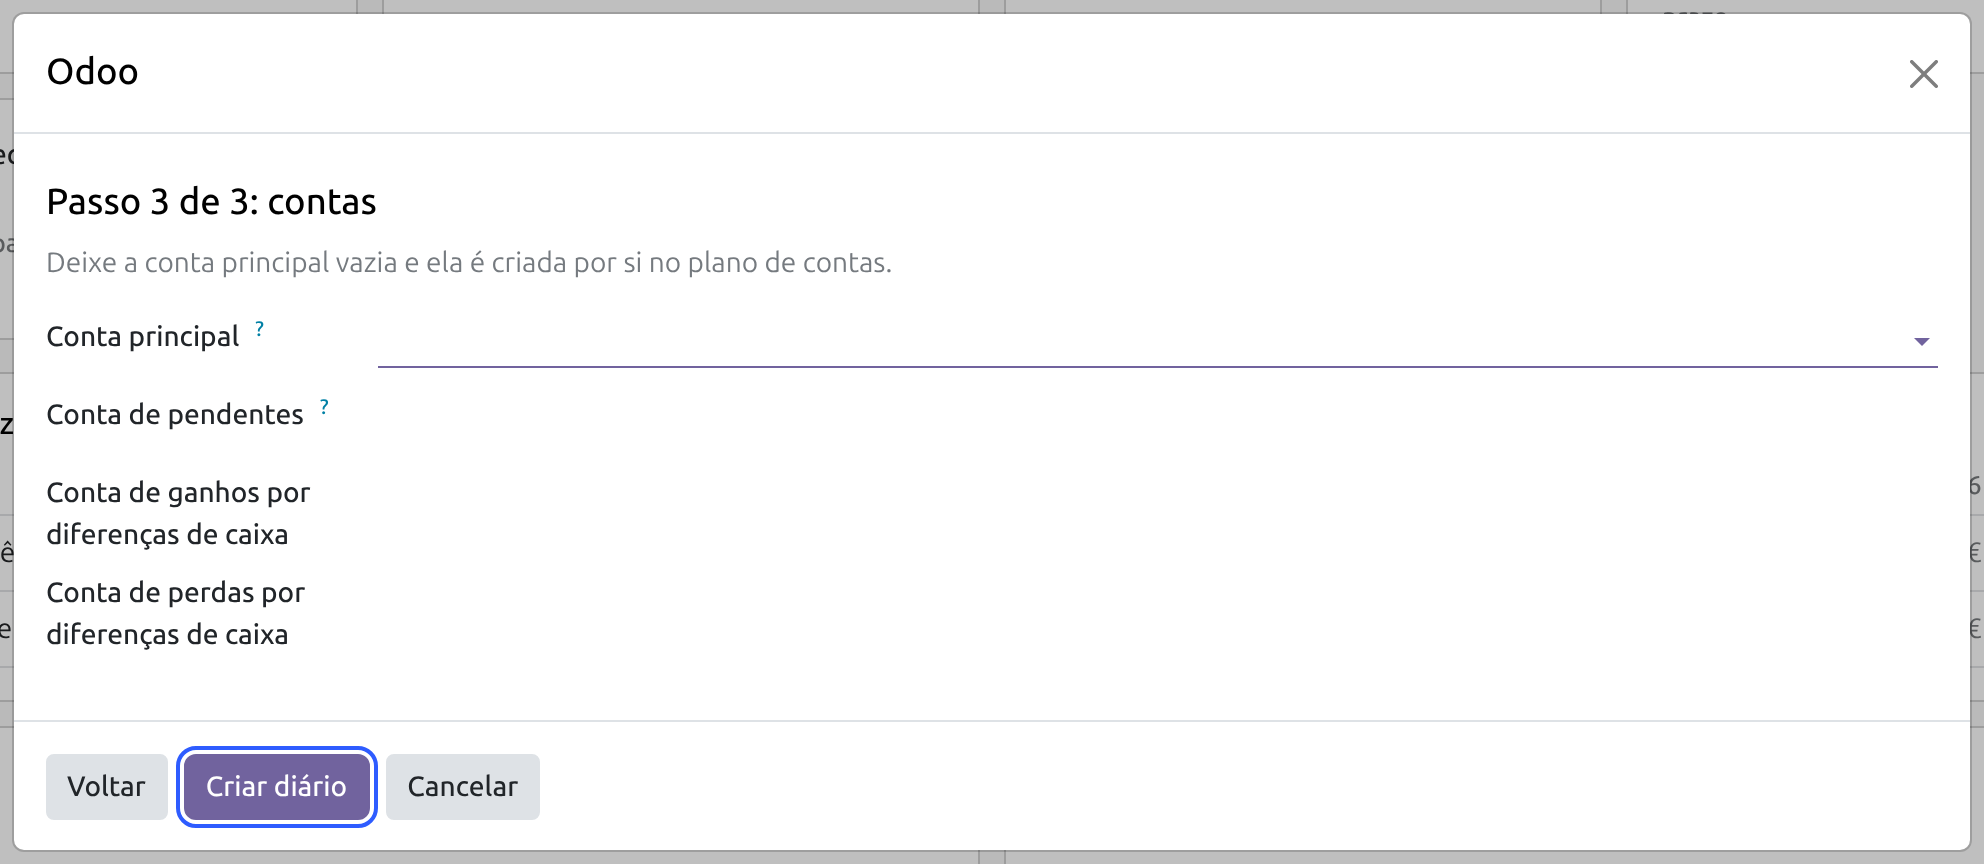 Odoo
Passo 3 de 3: contas
Deixe a conta principal vazia e ela é criada por si no plano de contas.
Conta principal ?
Conta de pendentes ?
Conta de ganhos por
diferenças de caixa
Conta de perdas por
diferenças de caixa
Voltar
Criar diário
Cancelar